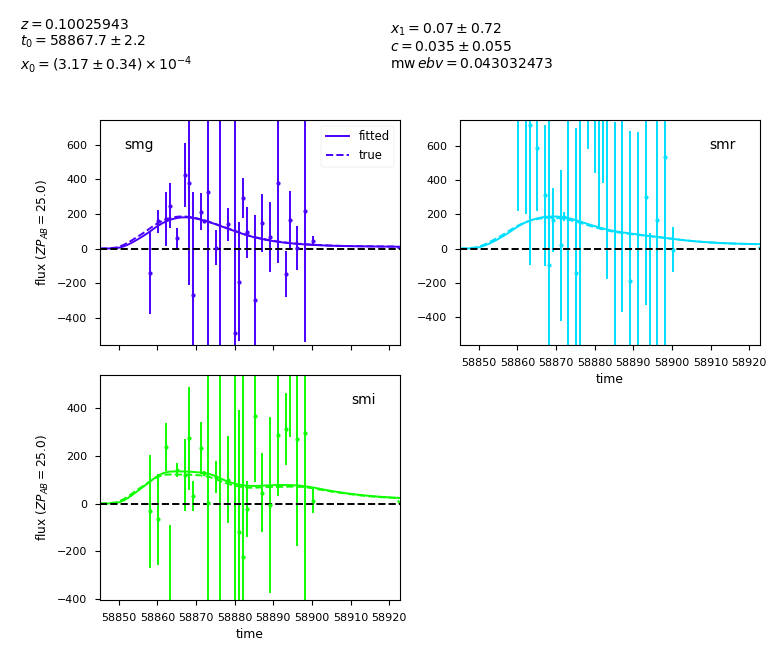 z = 0.10025943
t₀ = 58867.7 ± 2.2
x₀ = (3.17 ± 0.34) × 10⁻⁴
x₁ = 0.07 ± 0.72
c = 0.035 ± 0.055
mw ebv = 0.043032473
smg
fitted
true
600
400
200
0
−200
−400
flux (ZP_AB = 25.0)
smr
600
400
200
0
−200
−400
58850 58860 58870 58880 58890 58900 58910 58920
time
smi
400
200
0
−200
−400
flux (ZP_AB = 25.0)
58850 58860 58870 58880 58890 58900 58910 58920
time